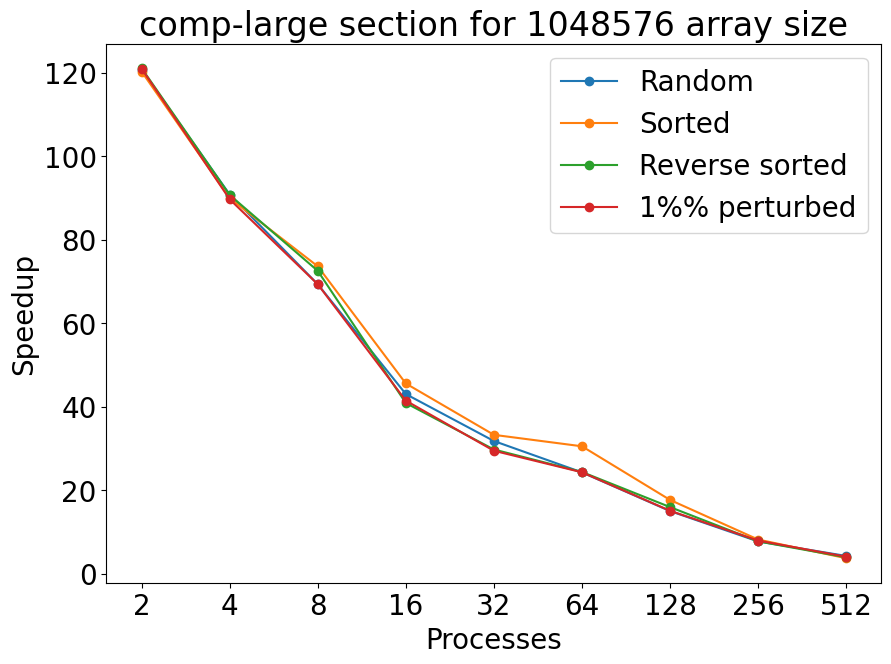 comp-large section for 1048576 array size
Random
Sorted
Reverse sorted
1%% perturbed
Speedup
120
100
80
60
40
20
0
2 4 8 16 32 64 128 256 512
Processes